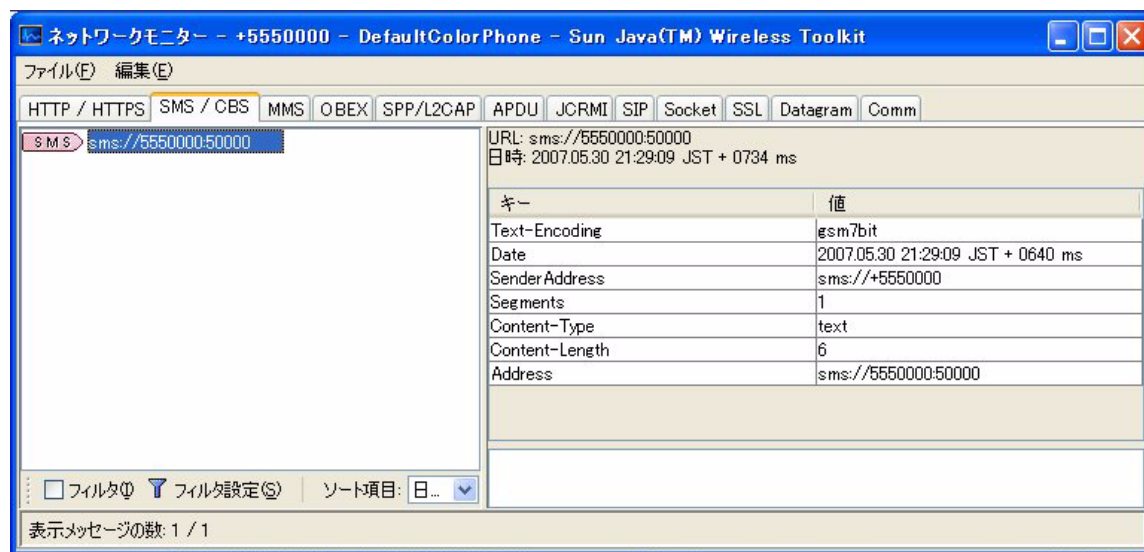 ネットワークモニター - +5550000 - DefaultColorPhone - Sun Java(TM) Wireless Toolkit
ファイル(F) 編集(E)
HTTP / HTTPS SMS / CBS MMS OBEX SPP/L2CAP APDU JCRMI SIP Socket SSL Datagram Comm
SMS sms://5550000:50000
URL: sms://5550000:50000
日時: 2007.05.30 21:29:09 JST + 0734 ms
キー 値
Text-Encoding gsm7bit
Date 2007.05.30 21:29:09 JST + 0640 ms
SenderAddress sms://+5550000
Segments 1
Content-Type text
Content-Length 6
Address sms://5550000:50000
フィルタ(I) フィルタ設定(S) ソート項目: 日...
表示メッセージの数: 1 / 1